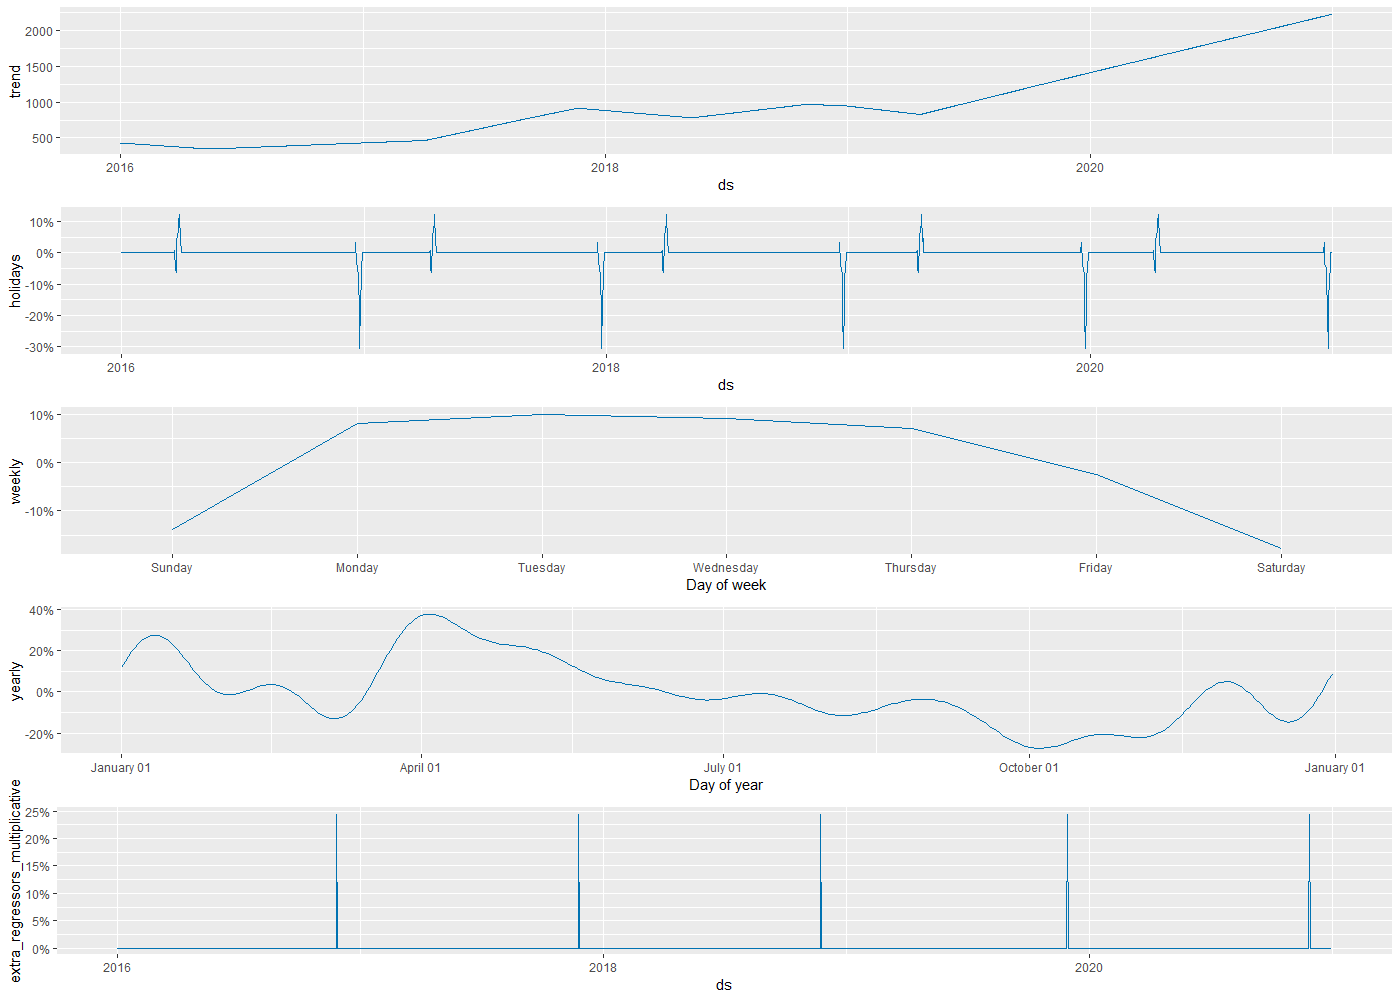 trend
2000
1500
1000
500
2016 2018 2020
ds
holidays
10%
0%
-10%
-20%
-30%
2016 2018 2020
ds
weekly
10%
0%
-10%
Sunday Monday Tuesday Wednesday Thursday Friday Saturday
Day of week
yearly
40%
20%
0%
-20%
January 01 April 01 July 01 October 01 January 01
Day of year
extra_regressors_multiplicative
25%
20%
15%
10%
5%
0%
2016 2018 2020
ds